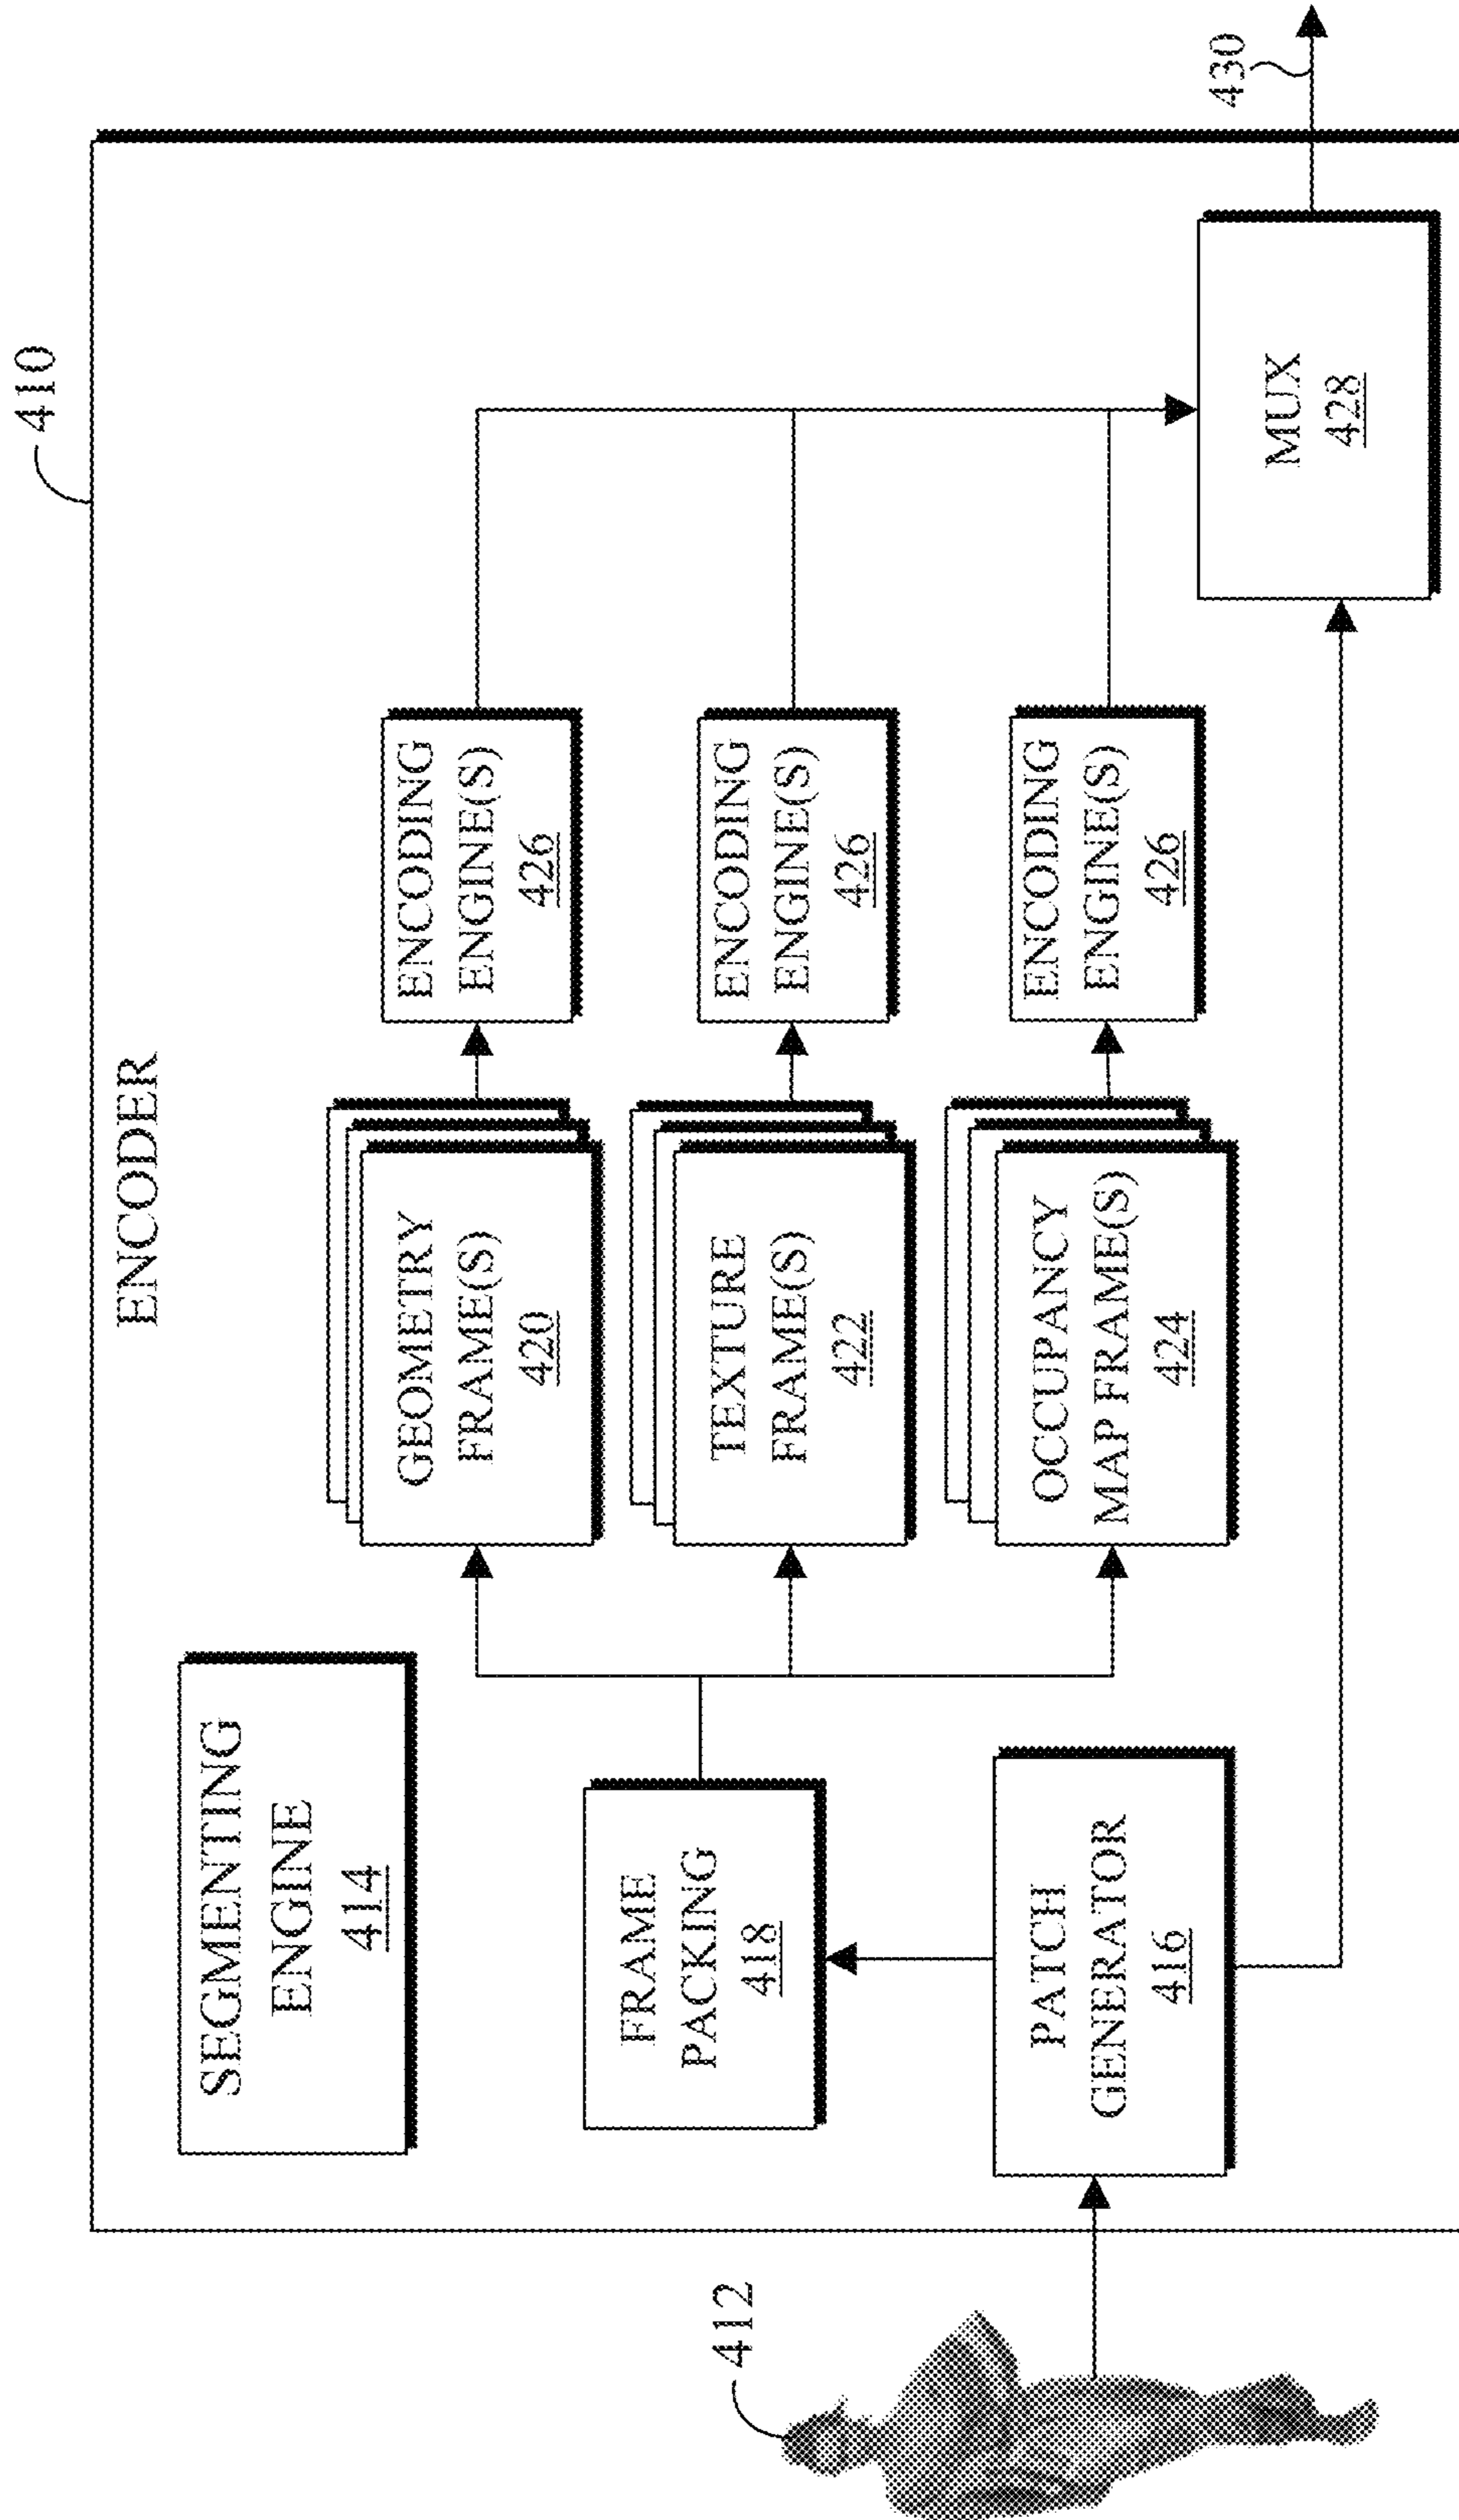 410
ENCODER
SEGMENTING
ENGINE
414
412
FRAME
PACKING
418
PATCH
GENERATOR
416
GEOMETRY
FRAME(S)
420
TEXTURE
FRAME(S)
422
OCCUPANCY
MAP FRAME(S)
424
ENCODING
ENGINE(S)
426
ENCODING
ENGINE(S)
426
ENCODING
ENGINE(S)
426
MUX
428
430